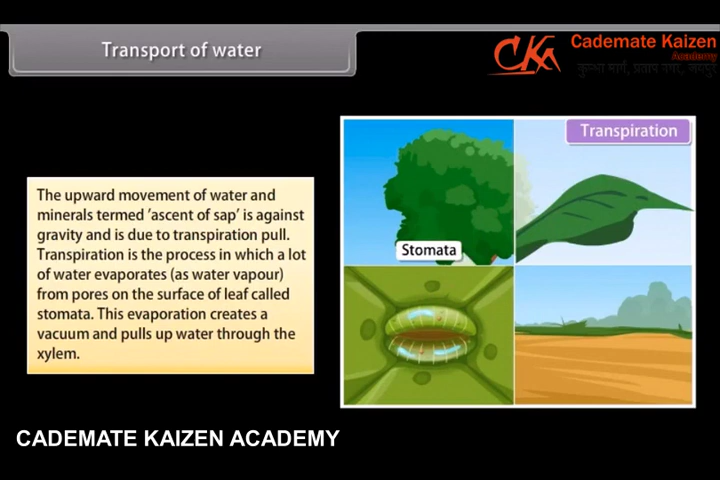 Transport of water
Cademate Kaizen
Academy
कुम्भा मार्ग, प्रताप नगर, जयपुर
The upward movement of water and
minerals termed 'ascent of sap' is against
gravity and is due to transpiration pull.
Transpiration is the process in which a lot
of water evaporates (as water vapour)
from pores on the surface of leaf called
stomata. This evaporation creates a
vacuum and pulls up water through the
xylem.
Transpiration
Stomata
CADEMATE KAIZEN ACADEMY